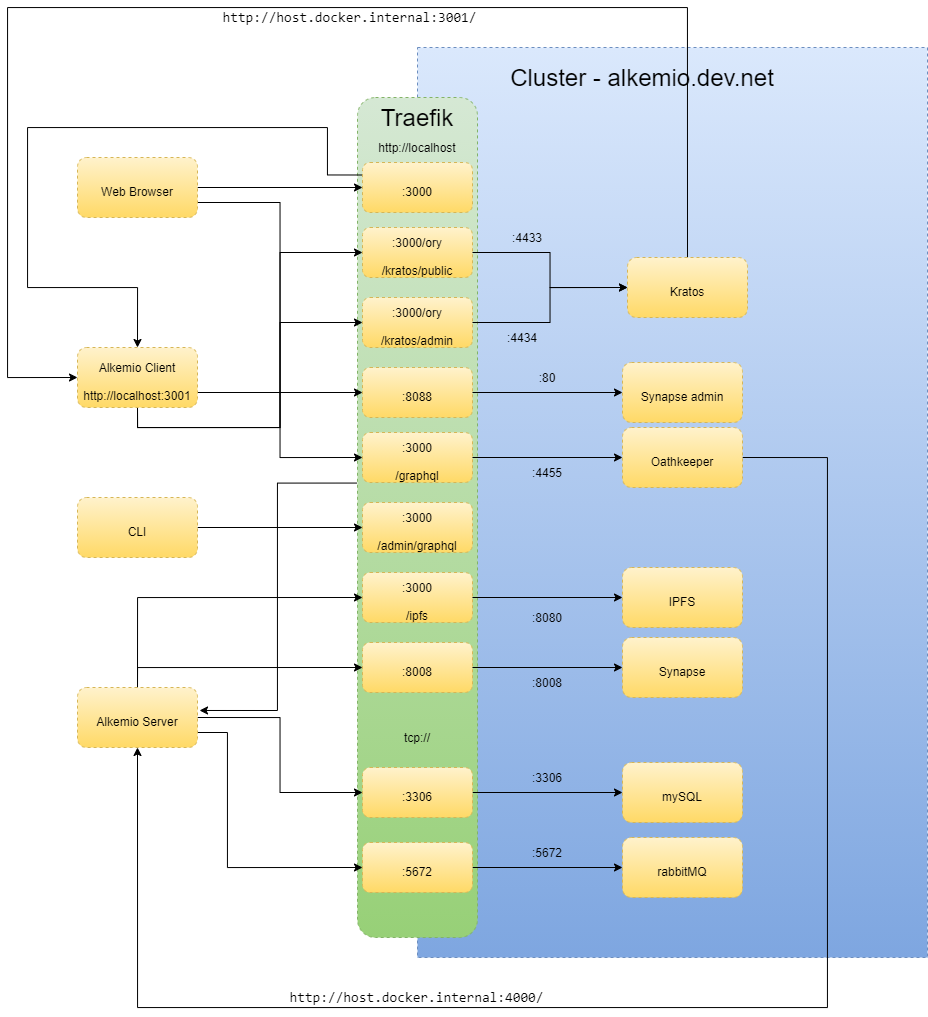 http://host.docker.internal:3001/
Cluster - alkemio.dev.net
Traefik
http://localhost
Web Browser
:3000
:3000/ory
/kratos/public
:4433
Kratos
:3000/ory
/kratos/admin
:4434
Alkemio Client
http://localhost:3001
:8088
:80
Synapse admin
:3000
/graphql
:4455
Oathkeeper
CLI
:3000
/admin/graphql
:3000
/ipfs
:8080
IPFS
:8008
:8008
Synapse
Alkemio Server
tcp://
:3306
:3306
mySQL
:5672
:5672
rabbitMQ
http://host.docker.internal:4000/